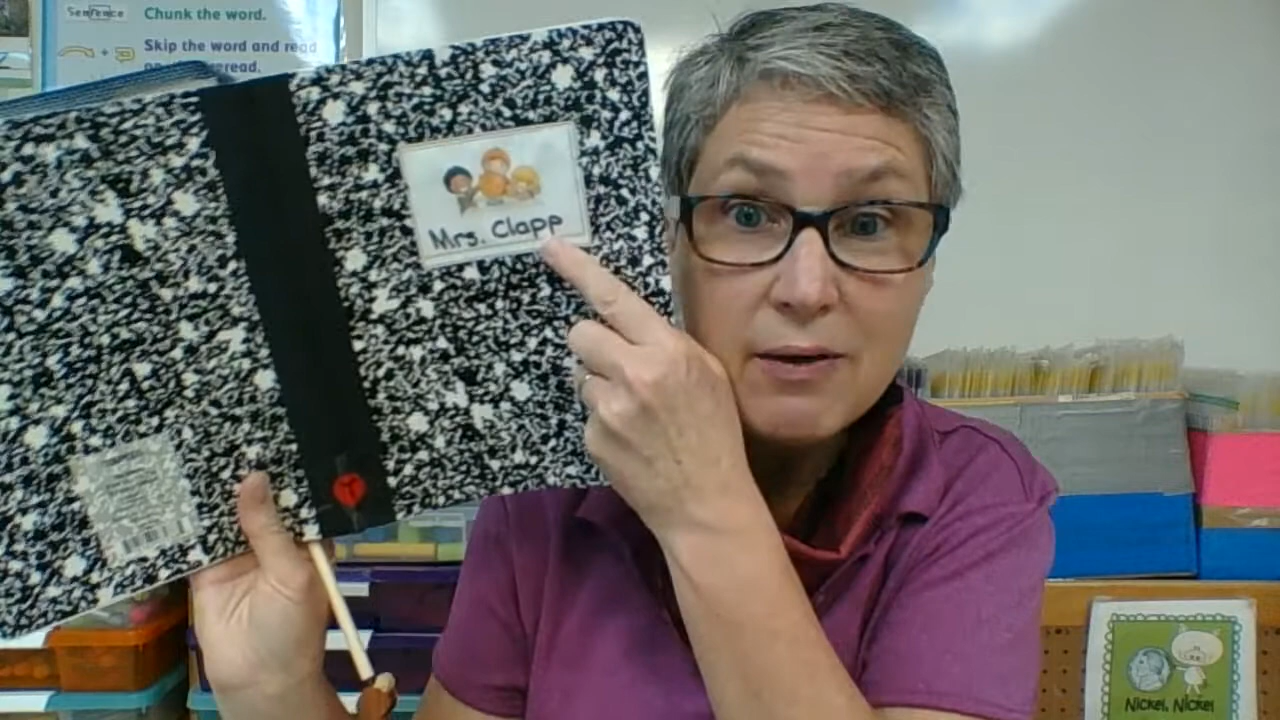 Sentence Chunk the word.
Skip the word and read
Mrs. Clapp
Nickel, Nickel